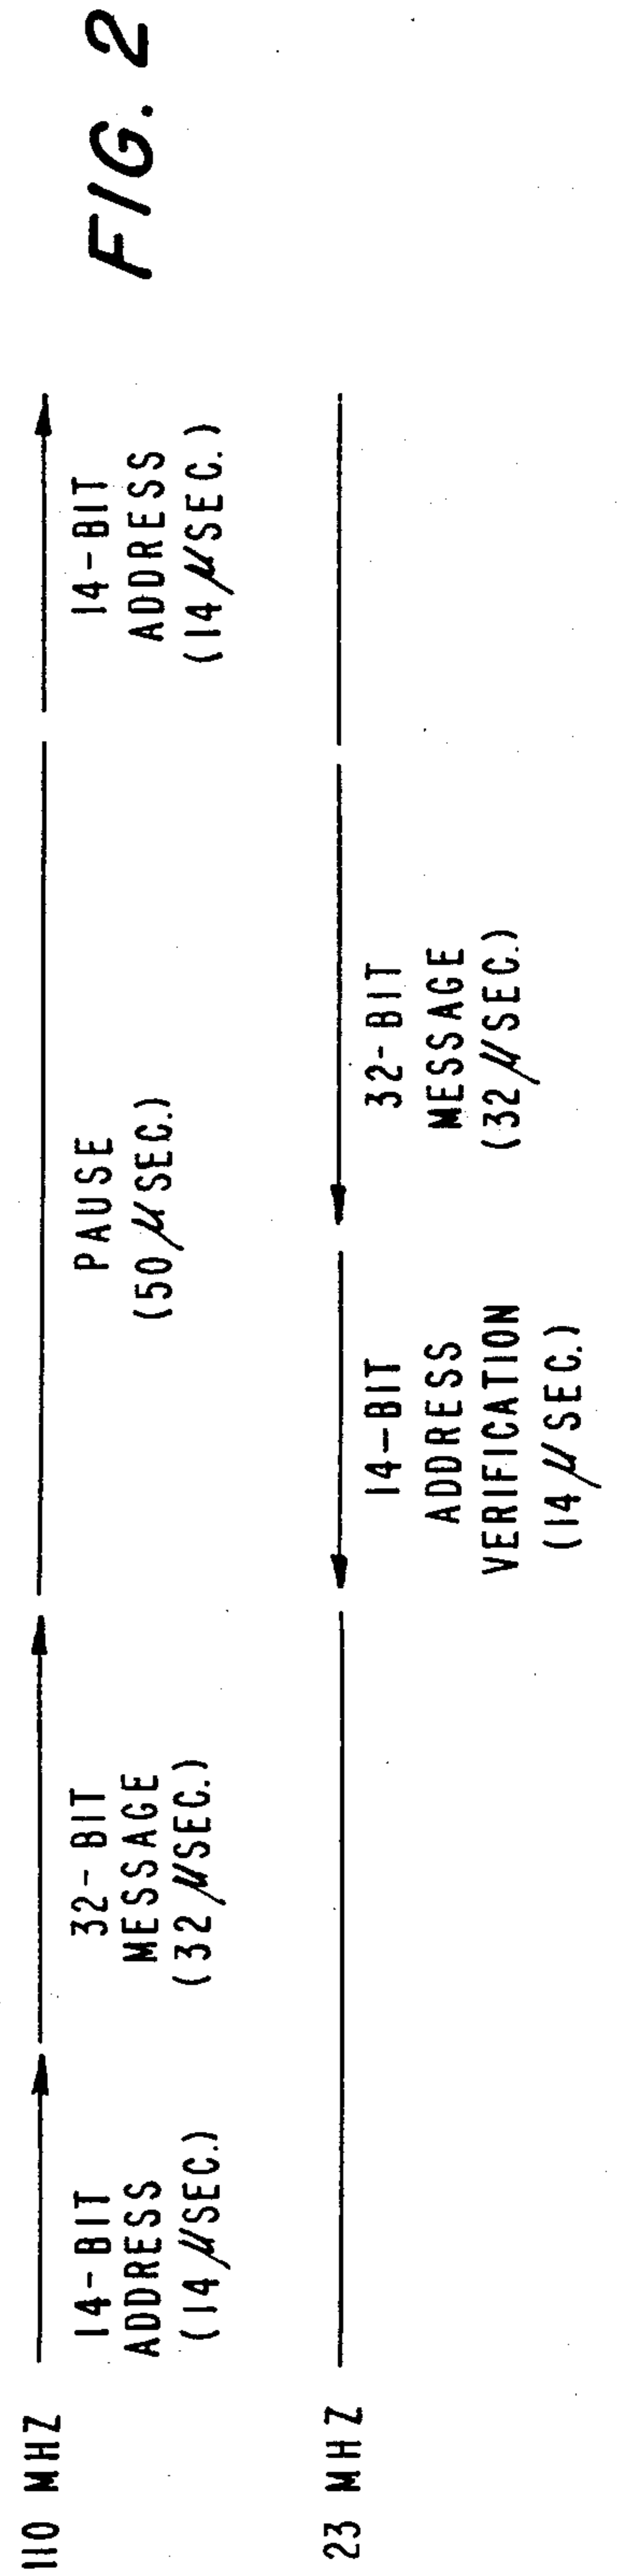 FIG. 2
110 MHZ
14-BIT
ADDRESS
(14 μSEC.)
32-BIT
MESSAGE
(32 μSEC.)
PAUSE
(50 μSEC.)
14-BIT
ADDRESS
(14 μSEC.)
23 MHZ
14-BIT
ADDRESS
VERIFICATION
(14 μSEC.)
32-BIT
MESSAGE
(32 μSEC.)